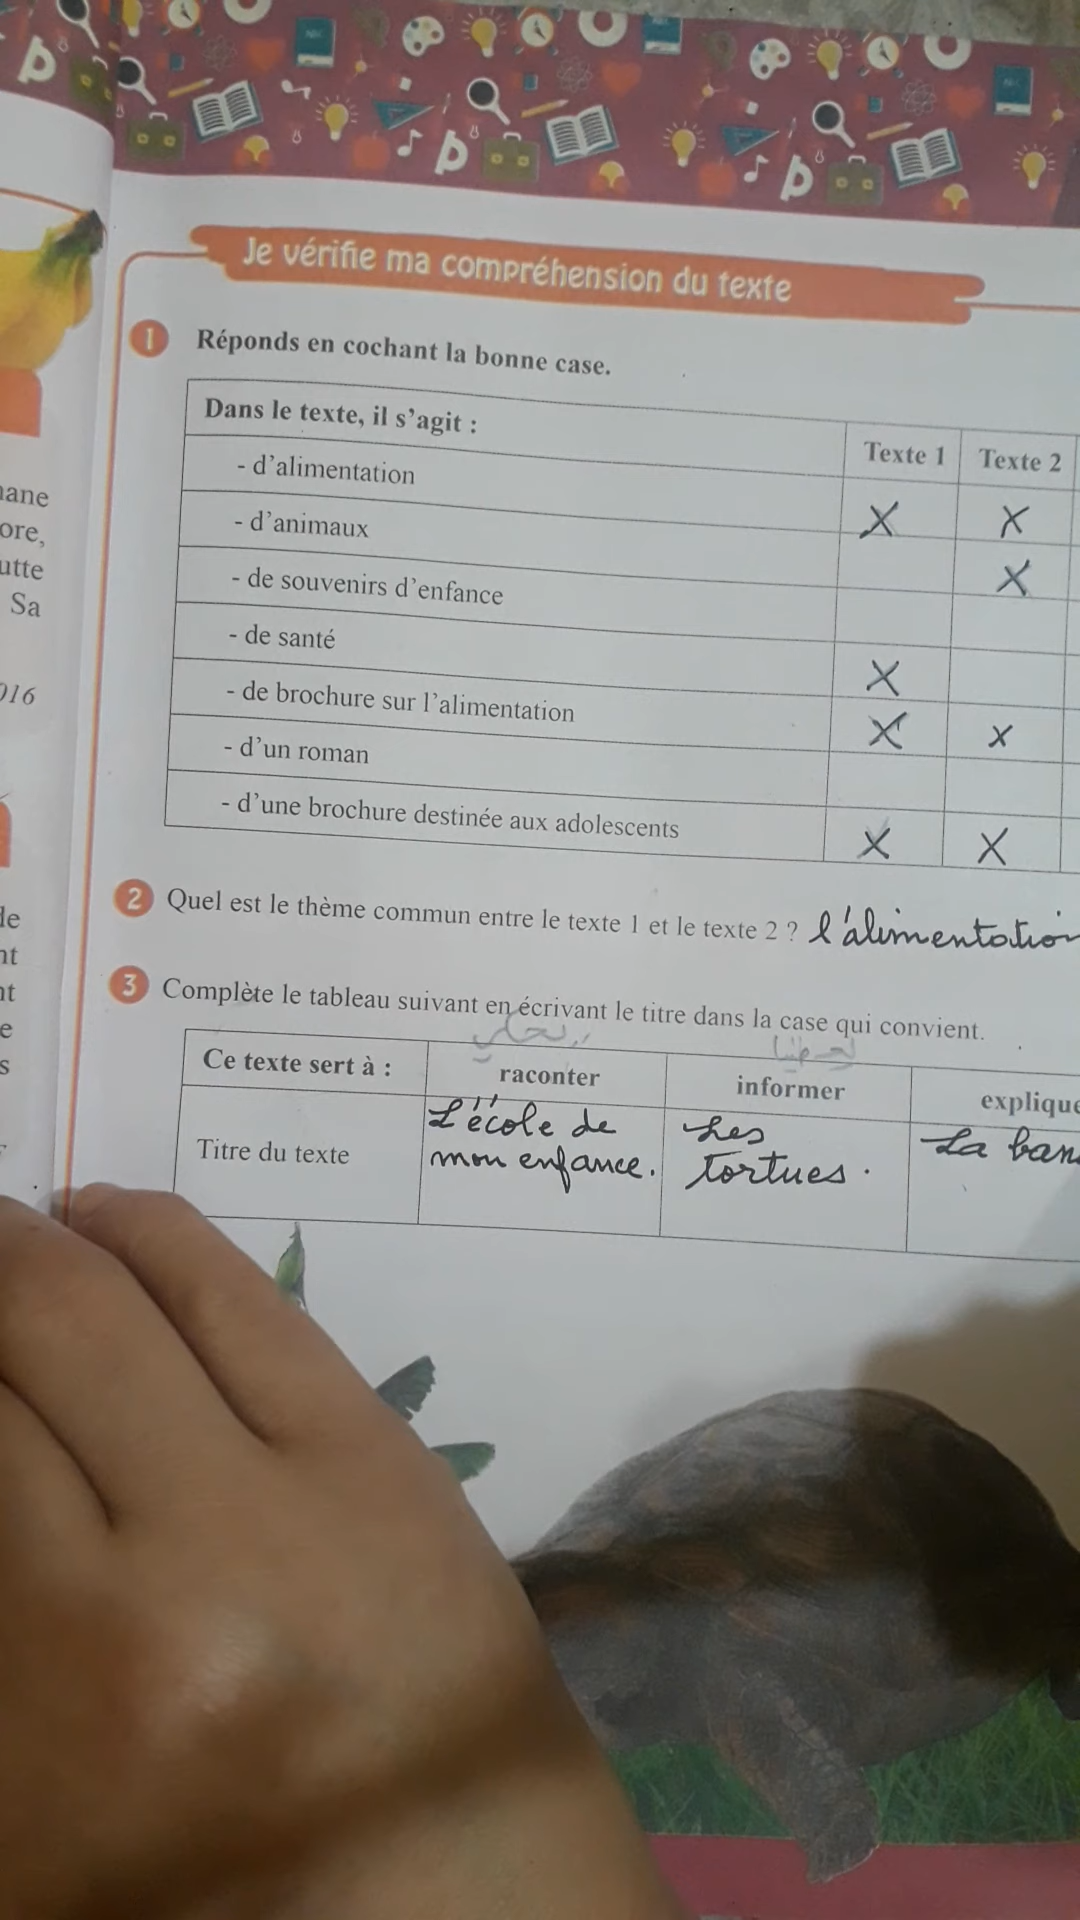 Je vérifie ma compréhension du texte
1 Réponds en cochant la bonne case.
Dans le texte, il s'agit :
Texte 1 Texte 2
- d'alimentation X X
- d'animaux X
- de souvenirs d'enfance
- de santé X
- de brochure sur l'alimentation X X
- d'un roman
- d'une brochure destinée aux adolescents X X
2 Quel est le thème commun entre le texte 1 et le texte 2 ? l'alimentation
3 Complète le tableau suivant en écrivant le titre dans la case qui convient.
Ce texte sert à : raconter informer explique
Titre du texte
L'école de
mon enfance.
Les
tortues.
La ban
ore,
utte
Sa
016